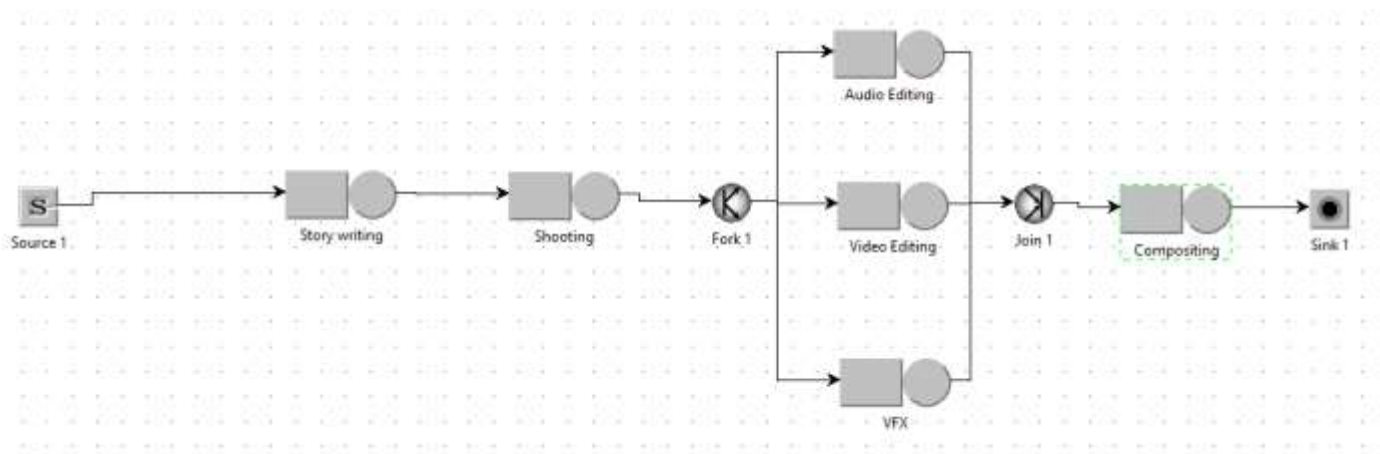 Audio Editing
S
Source 1
Story writing
Shooting
Fork 1
Video Editing
Join 1
Compositing
Sink 1
VFX